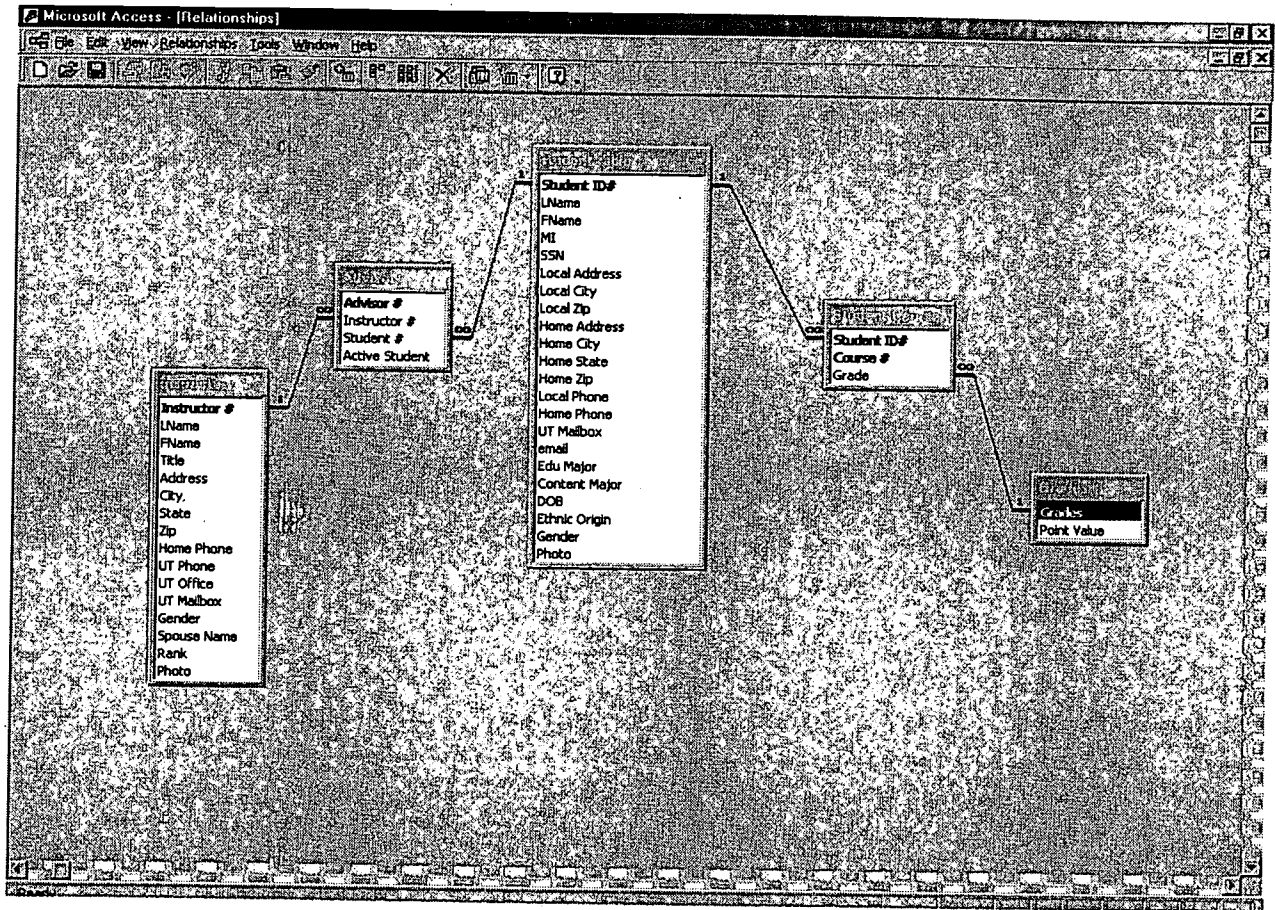 Microsoft Access - [Relationships]
File Edit View Relationships Tools Window Help
1
Student ID#
LName
FName
MI
SSN
Local Address
Local City
Local Zip
Home Address
Home City
Home State
Home Zip
Local Phone
Home Phone
UT Mailbox
email
Edu Major
Content Major
DOB
Ethnic Origin
Gender
Photo
1
∞
Advisor #
Instructor #
Student #
Active Student
∞
∞
Student ID#
Course #
Grade
∞
Instructor #
LName
FName
Title
Address
City,
State
Zip
Home Phone
UT Phone
UT Office
UT Mailbox
Gender
Spouse Name
Rank
Photo
1
Grades
Point Value